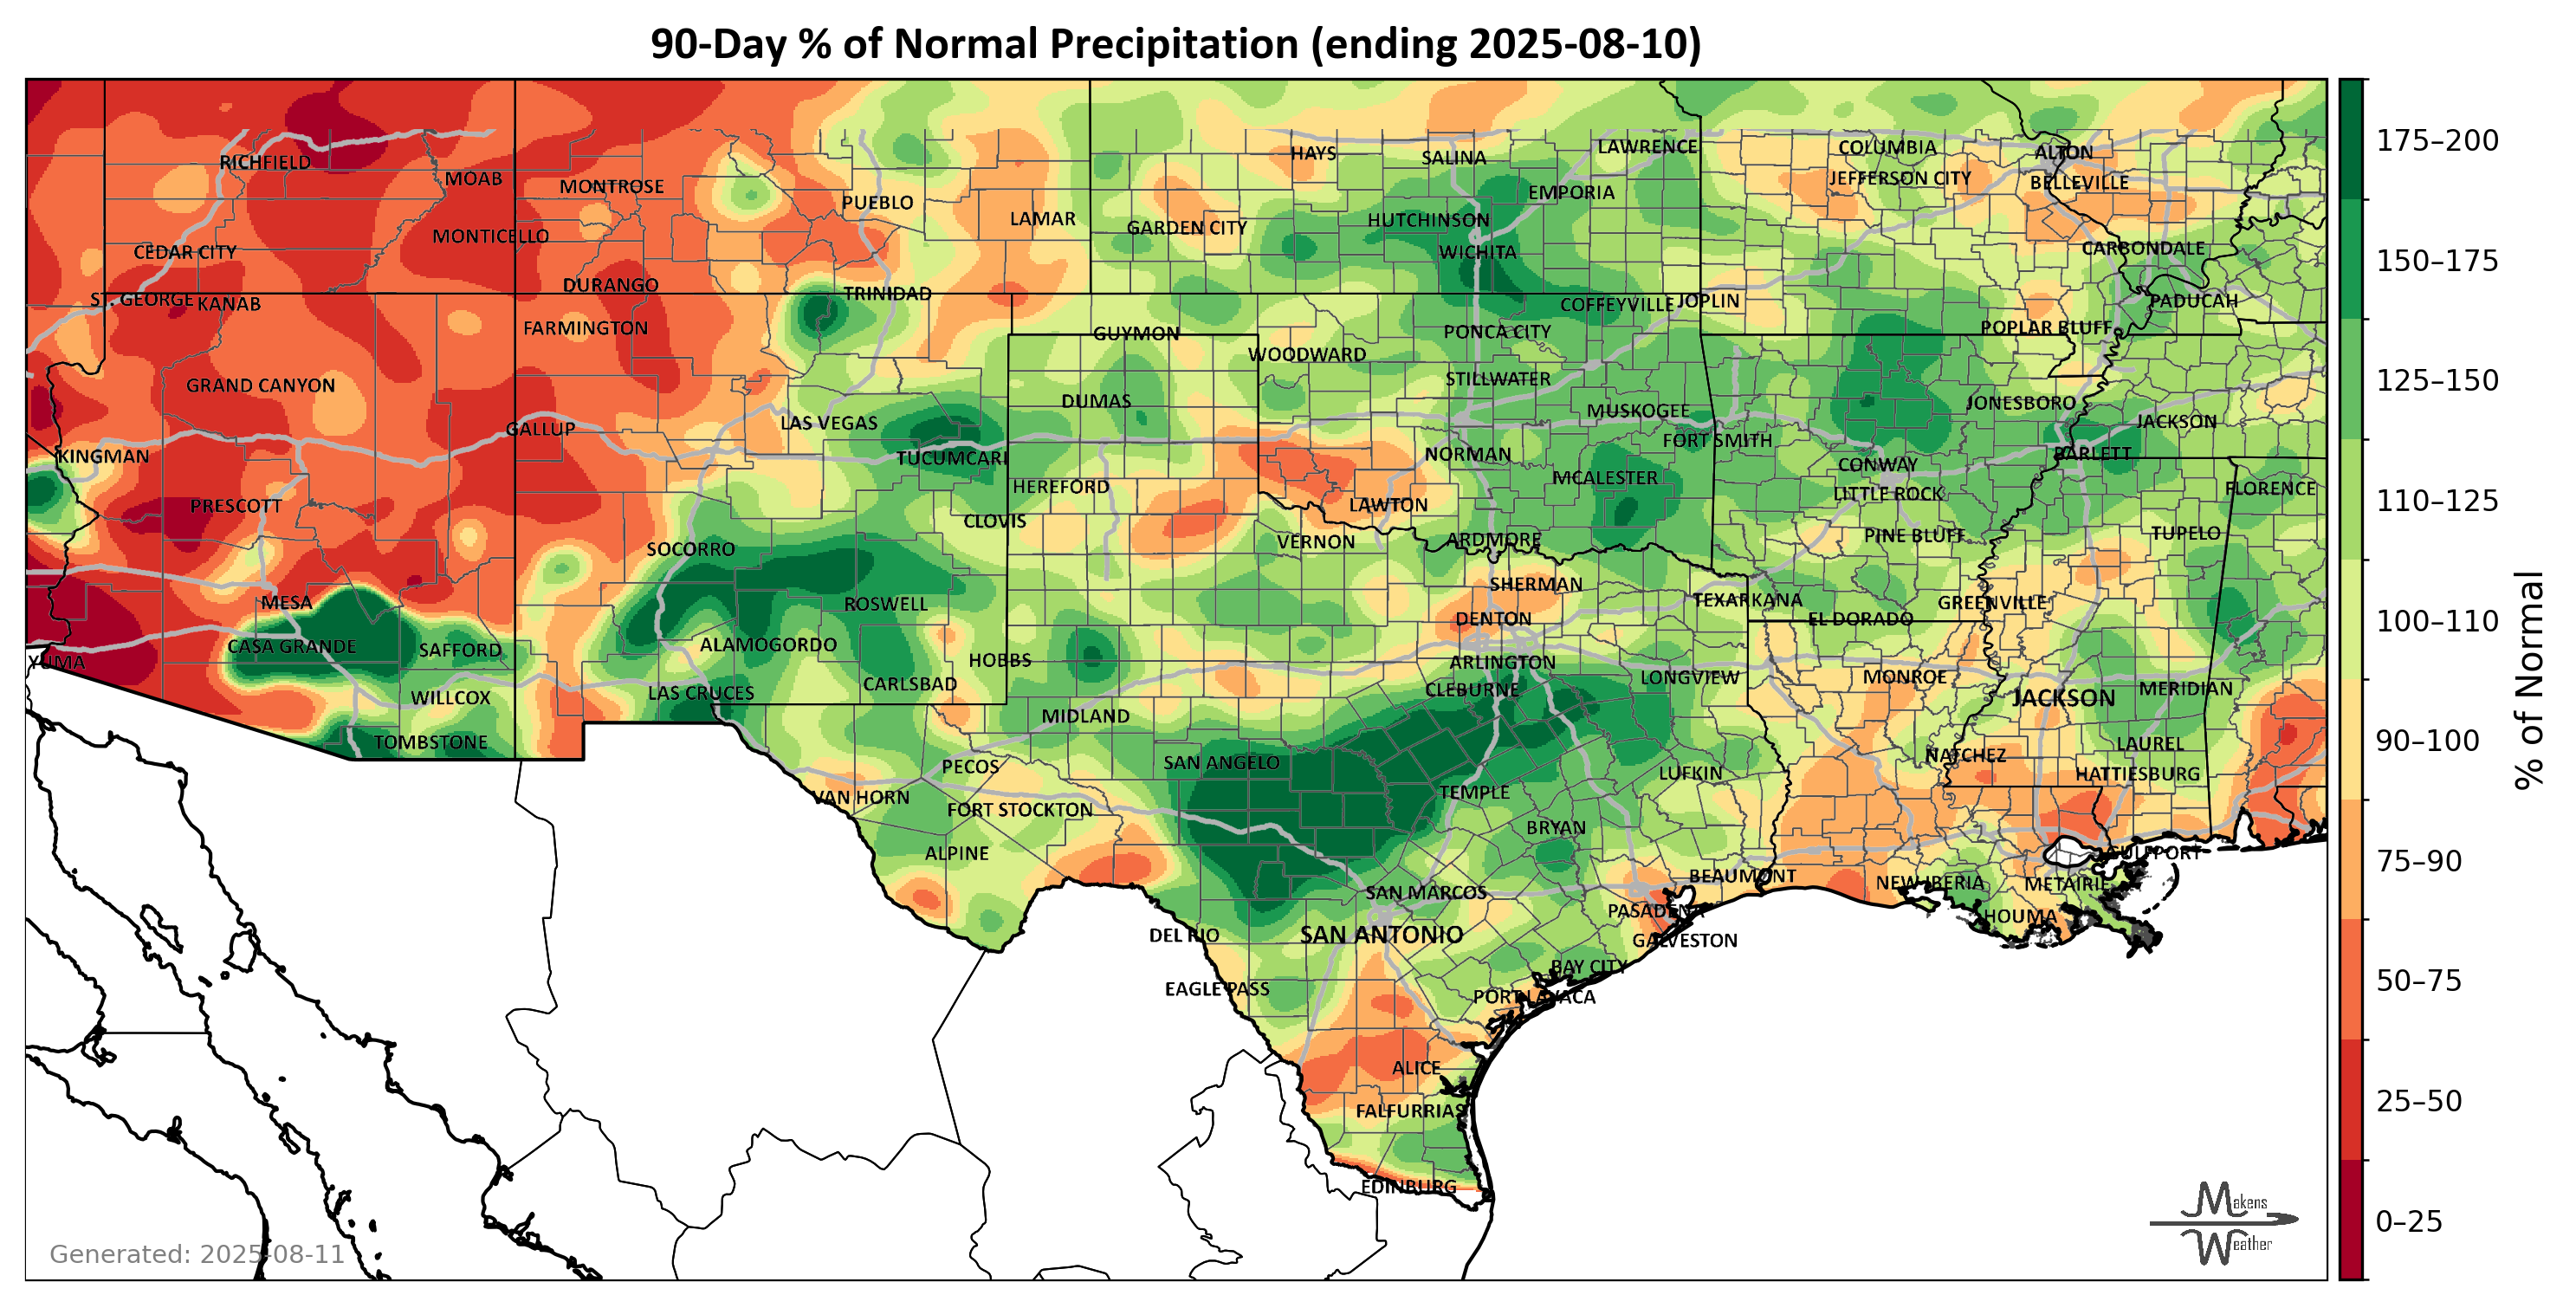 90-Day % of Normal Precipitation (ending 2025-08-10)
RICHFIELD
MOAB
MONTROSE
PUEBLO
LAMAR
HAYS
SALINA
LAWRENCE
COLUMBIA
ALTON
GARDEN CITY
HUTCHINSON
EMPORIA
JEFFERSON CITY
BELLEVILLE
CEDAR CITY
MONTICELLO
WICHITA
CARBONDALE
ST. GEORGE
KANAB
DURANGO
TRINIDAD
COFFEYVILLE
JOPLIN
PADUCAH
FARMINGTON
GUYMON
PONCA CITY
POPLAR BLUFF
WOODWARD
GRAND CANYON
DUMAS
STILLWATER
MUSKOGEE
JONESBORO
JACKSON
GALLUP
LAS VEGAS
KINGMAN
TUCUMCARI
NORMAN
FORT SMITH
BARLETT
PRESCOTT
HEREFORD
LAWTON
MCALESTER
CONWAY
LITTLE ROCK
FLORENCE
SOCORRO
CLOVIS
VERNON
ARDMORE
PINE BLUFF
TUPELO
MESA
ROSWELL
SHERMAN
DENTON
TEXARKANA
EL DORADO
GREENVILLE
CASA GRANDE
SAFFORD
ALAMOGORDO
HOBBS
ARLINGTON
YUMA
WILLCOX
LAS CRUCES
CARLSBAD
CLEBURNE
LONGVIEW
MONROE
JACKSON
MERIDIAN
TOMBSTONE
MIDLAND
PECOS
SAN ANGELO
NATCHEZ
LAUREL
VAN HORN
FORT STOCKTON
TEMPLE
LUFKIN
HATTIESBURG
ALPINE
BRYAN
GULFPORT
SAN MARCOS
BEAUMONT
NEW IBERIA
METAIRIE
PASADENA
HOUMA
DEL RIO
SAN ANTONIO
GALVESTON
EAGLE PASS
BAY CITY
PORT LAVACA
ALICE
FALFURRIAS
EDINBURG
175–200
150–175
125–150
110–125
100–110
90–100
75–90
50–75
25–50
0–25
% of Normal
Generated: 2025-08-11
Makens
Weather